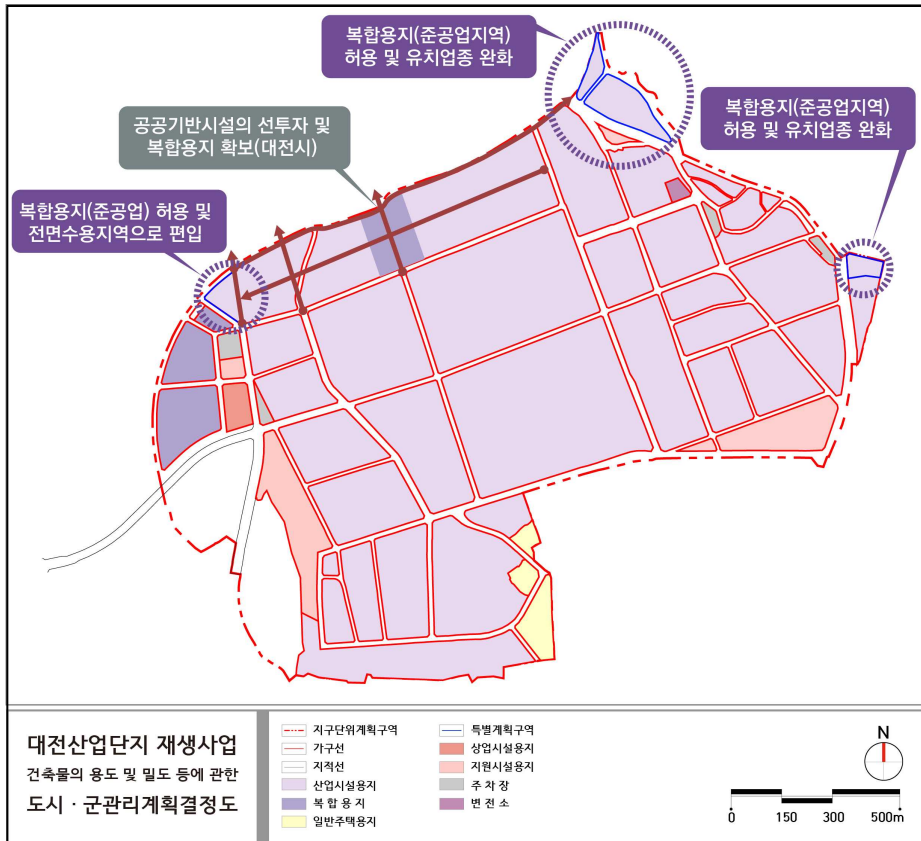 복합용지(준공업지역)
허용 및 유치업종 완화
복합용지(준공업지역)
허용 및 유치업종 완화
공공기반시설의 선투자 및
복합용지 확보(대전시)
복합용지(준공업) 허용 및
전면수용지역으로 편입
대전산업단지 재생사업
건축물의 용도 및 밀도 등에 관한
도시 · 군관리계획결정도
지구단위계획구역
가구선
지적선
산업시설용지
복 합 용 지
일반주택용지
특별계획구역
상업시설용지
지원시설용지
주 차 장
변 전 소
N
0 150 300 500m